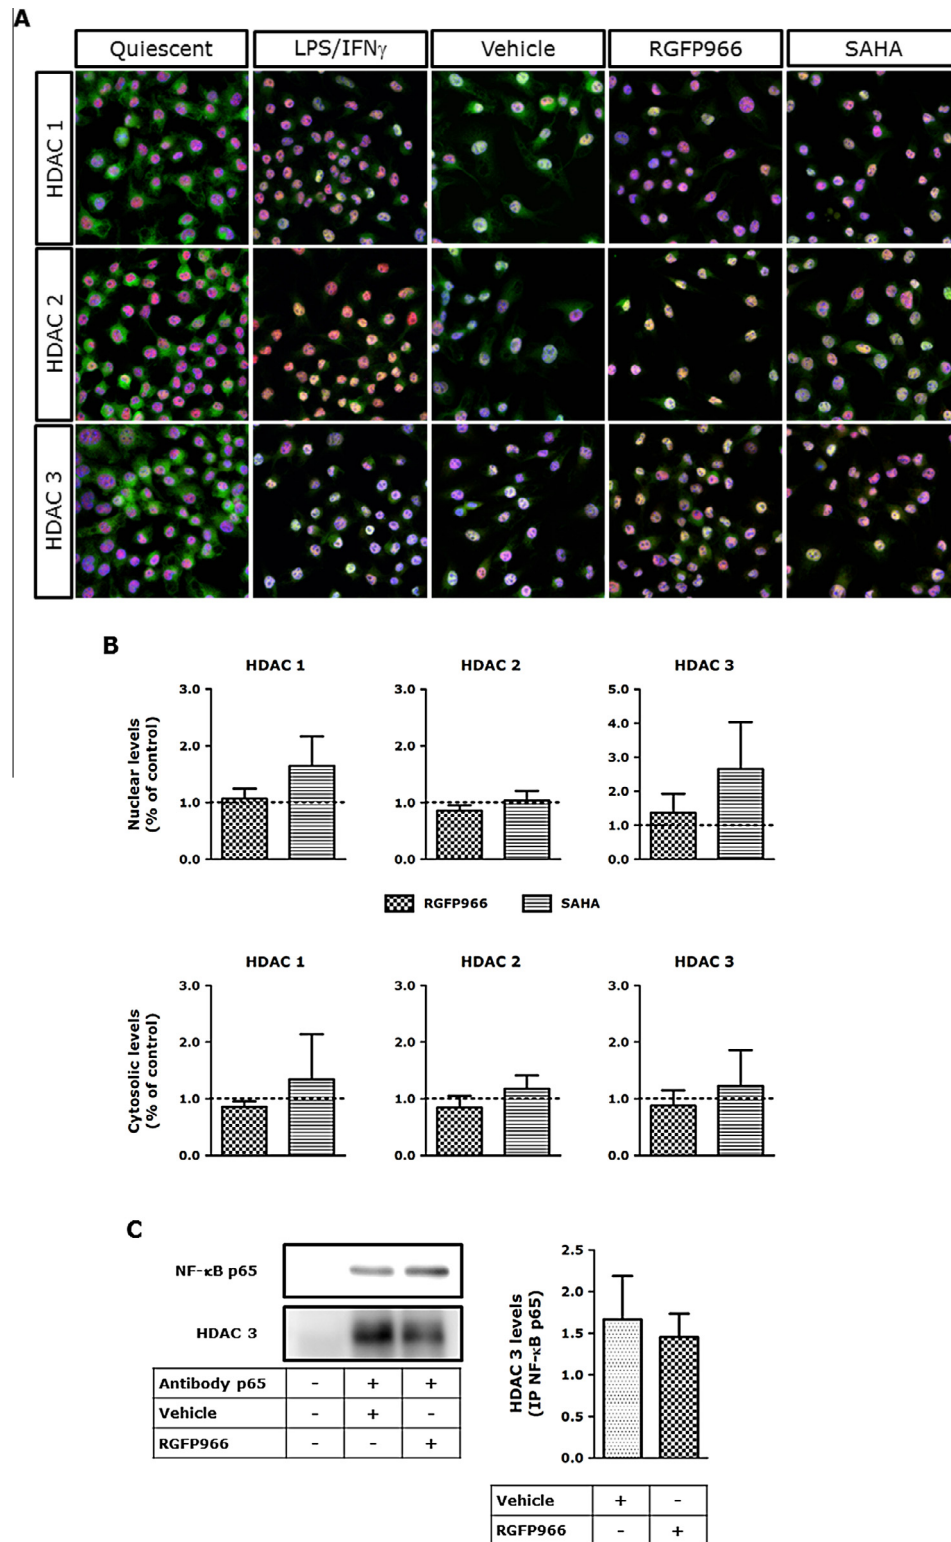 A
Quiescent LPS/IFNγ Vehicle RGFP966 SAHA
HDAC 1
HDAC 2
HDAC 3
B
HDAC 1 HDAC 2 HDAC 3
Nuclear levels
(% of control)
3.0 3.0 5.0
4.0
2.0 2.0 3.0
2.0
1.0 1.0 1.0
0.0 0.0 0.0
RGFP966 SAHA
HDAC 1 HDAC 2 HDAC 3
Cytosolic levels
(% of control)
3.0 3.0 3.0
2.0 2.0 2.0
1.0 1.0 1.0
0.0 0.0 0.0
C
NF-κB p65
HDAC 3
Antibody p65 - + +
Vehicle - + -
RGFP966 - - +
HDAC 3 levels
(IP NF-κB p65)
2.5
2.0
1.5
1.0
0.5
0.0
Vehicle + -
RGFP966 - +